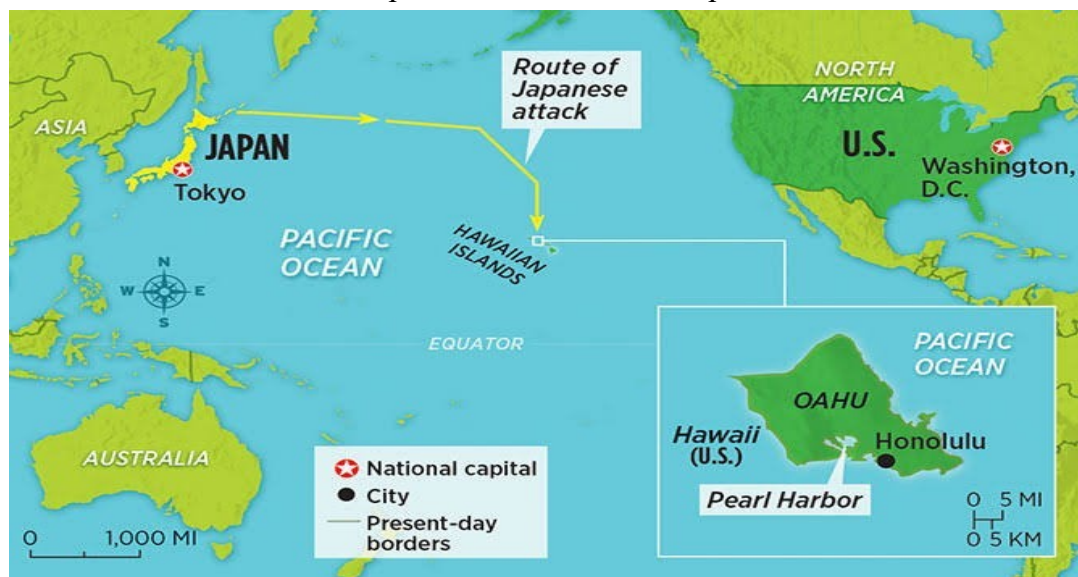 Route of
Japanese
attack
NORTH
AMERICA
ASIA
JAPAN
U.S.
Tokyo
Washington,
D.C.
PACIFIC
OCEAN
HAWAIIAN
ISLANDS
N
W
E
S
EQUATOR
PACIFIC
OCEAN
OAHU
Hawaii
(U.S.)
Honolulu
Pearl Harbor
0 5 MI
0 5 KM
AUSTRALIA
National capital
City
Present-day
borders
0 1,000 MI